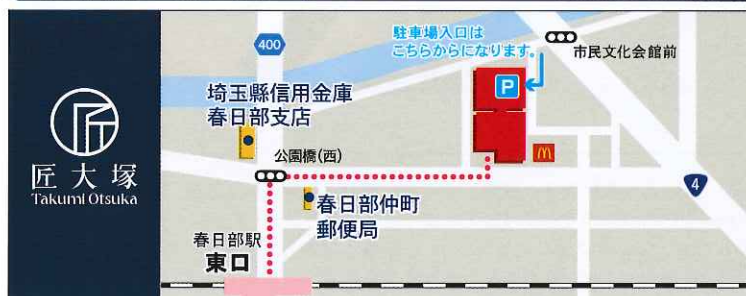 匠大塚
Takumi Otsuka
400
駐車場入口は
こちらからになります。
市民文化会館前
P
埼玉縣信用金庫
春日部支店
公園橋(西)
M
4
春日部仲町
郵便局
春日部駅
東口